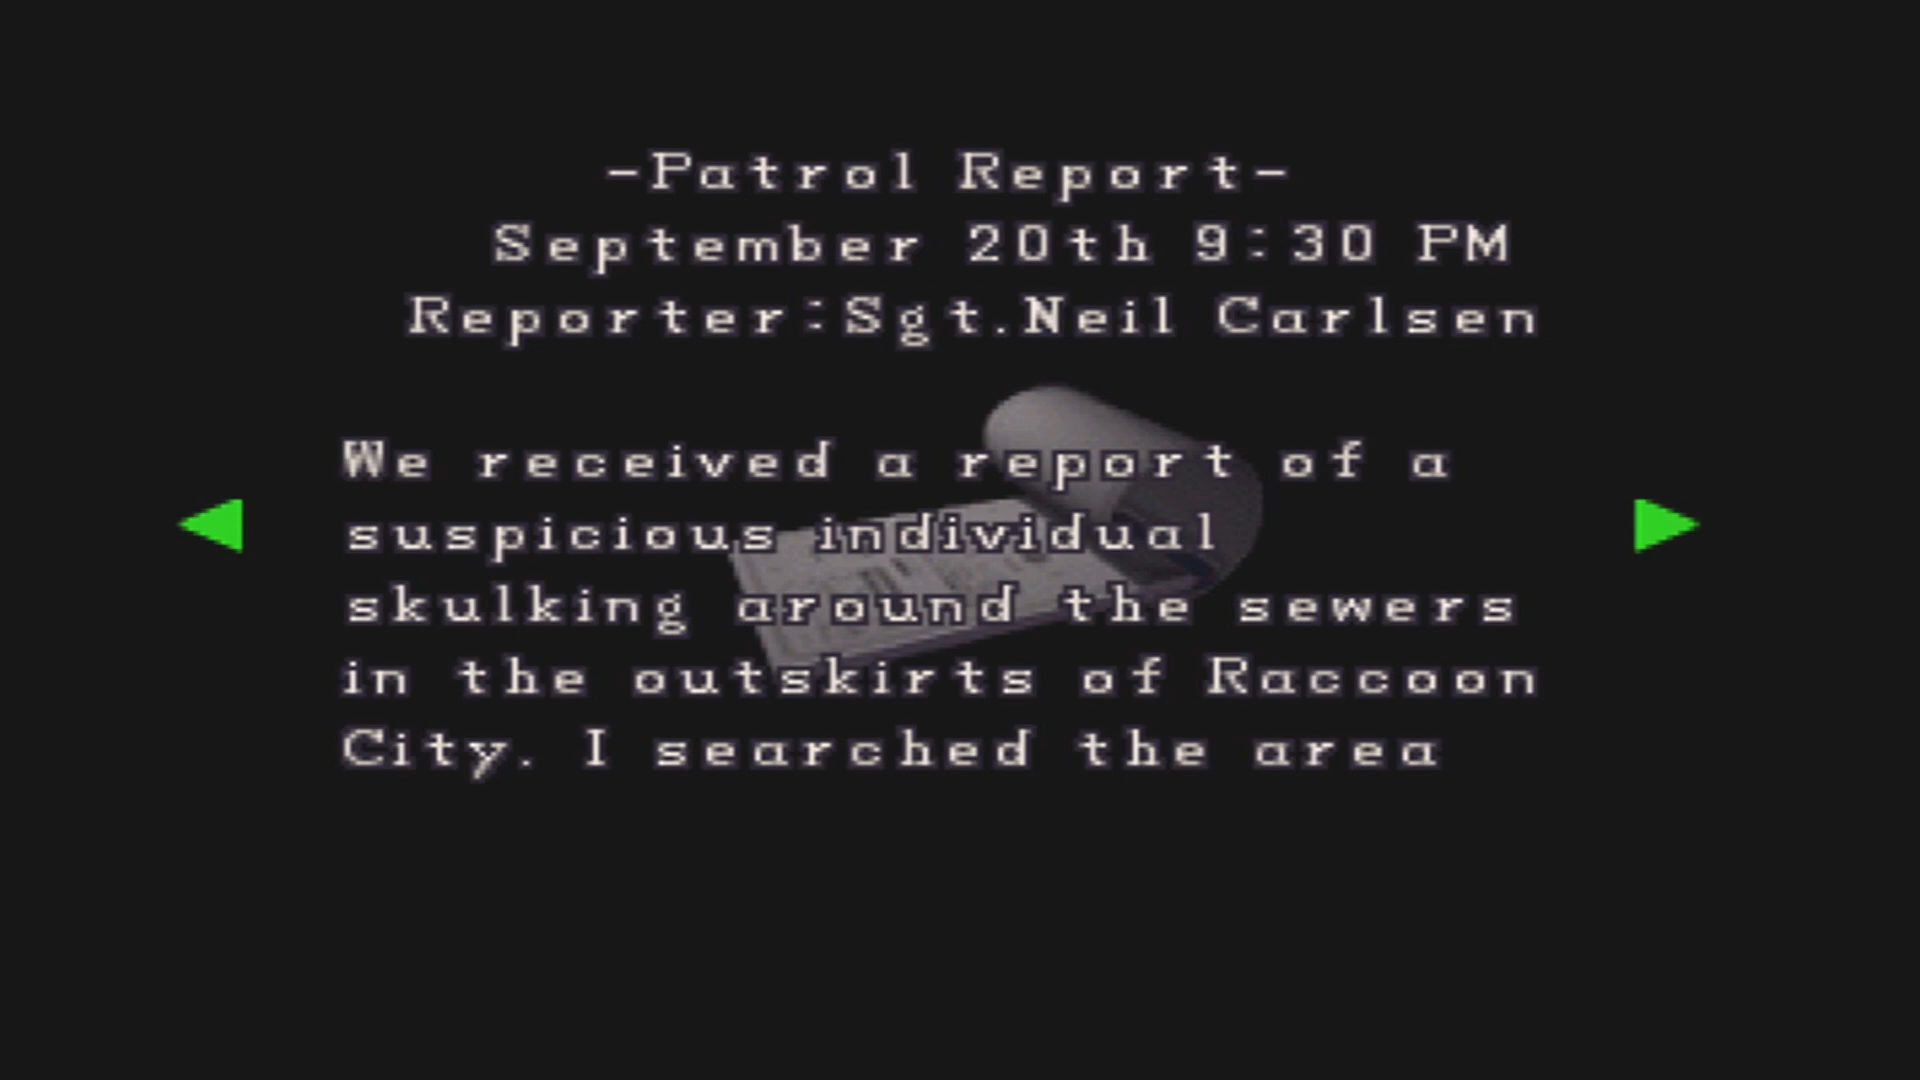 -Patrol Report-
September 20th 9:30 PM
Reporter:Sgt.Neil Carlsen
We received a report of a
suspicious individual
skulking around the sewers
in the outskirts of Raccoon
City. I searched the area